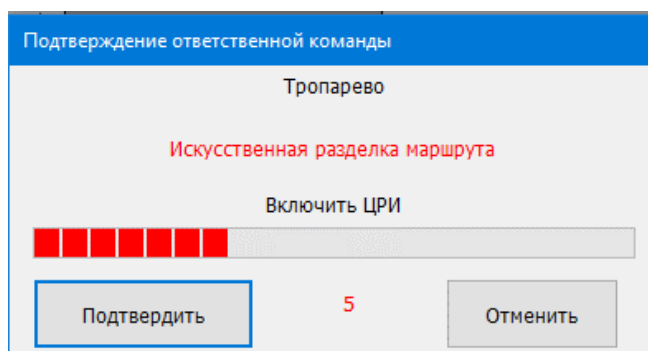 Подтверждение ответственной команды
Тропарево
Искусственная разделка маршрута
Включить ЦРИ
Подтвердить
5
Отменить